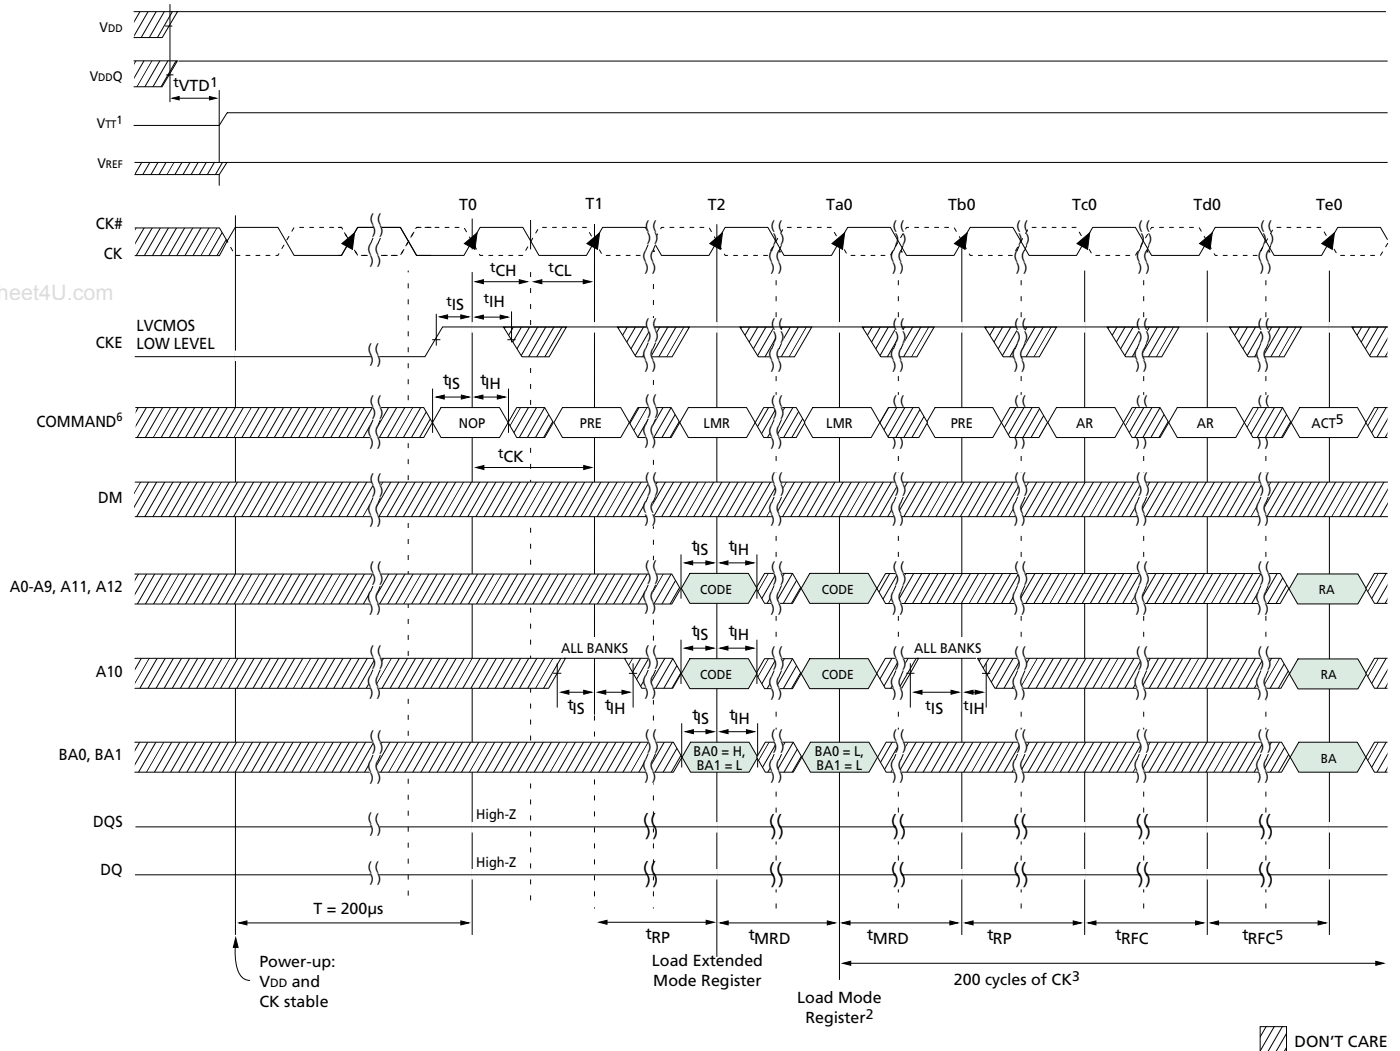 VDD
VDDQ
tVTD1
VTT1
VREF
T0 T1 T2 Ta0 Tb0 Tc0 Td0 Te0
CK#
CK
tCH tCL
heet4U.com
tIS tIH
LVCMOS
LOW LEVEL
CKE
tIS tIH
COMMAND6 NOP PRE LMR LMR PRE AR AR ACT5
tCK
DM
tIS tIH
A0-A9, A11, A12 CODE CODE RA
tIS tIH
ALL BANKS ALL BANKS
A10 CODE CODE RA
tIS tIH tIS tIH
tIS tIH
BA0, BA1 BA0 = H, BA1 = L BA0 = L, BA1 = L BA
High-Z
DQS
High-Z
DQ
T = 200µs
tRP tMRD tMRD tRP tRFC tRFC5
Power-up:
VDD and
CK stable
Load Extended
Mode Register
200 cycles of CK3
Load Mode
Register2
DON'T CARE